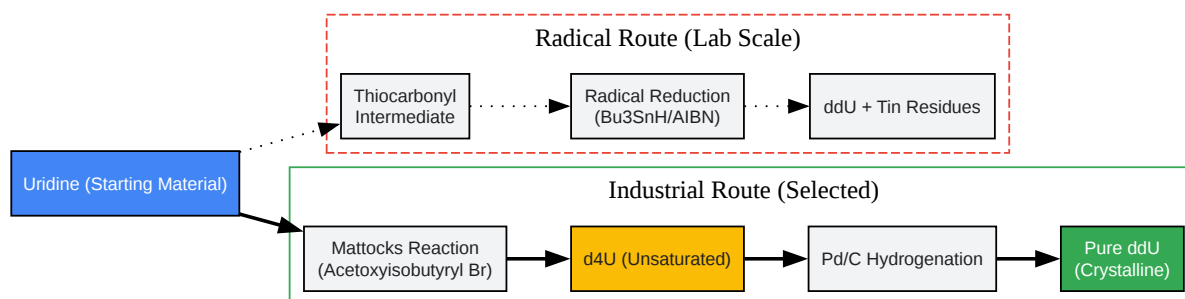 Radical Route (Lab Scale)
Thiocarbonyl
Intermediate
Radical Reduction
(Bu3SnH/AIBN)
ddU + Tin Residues
Uridine (Starting Material)
Industrial Route (Selected)
Mattocks Reaction
(Acetoxyisobutyryl Br)
d4U (Unsaturated)
Pd/C Hydrogenation
Pure ddU
(Crystalline)